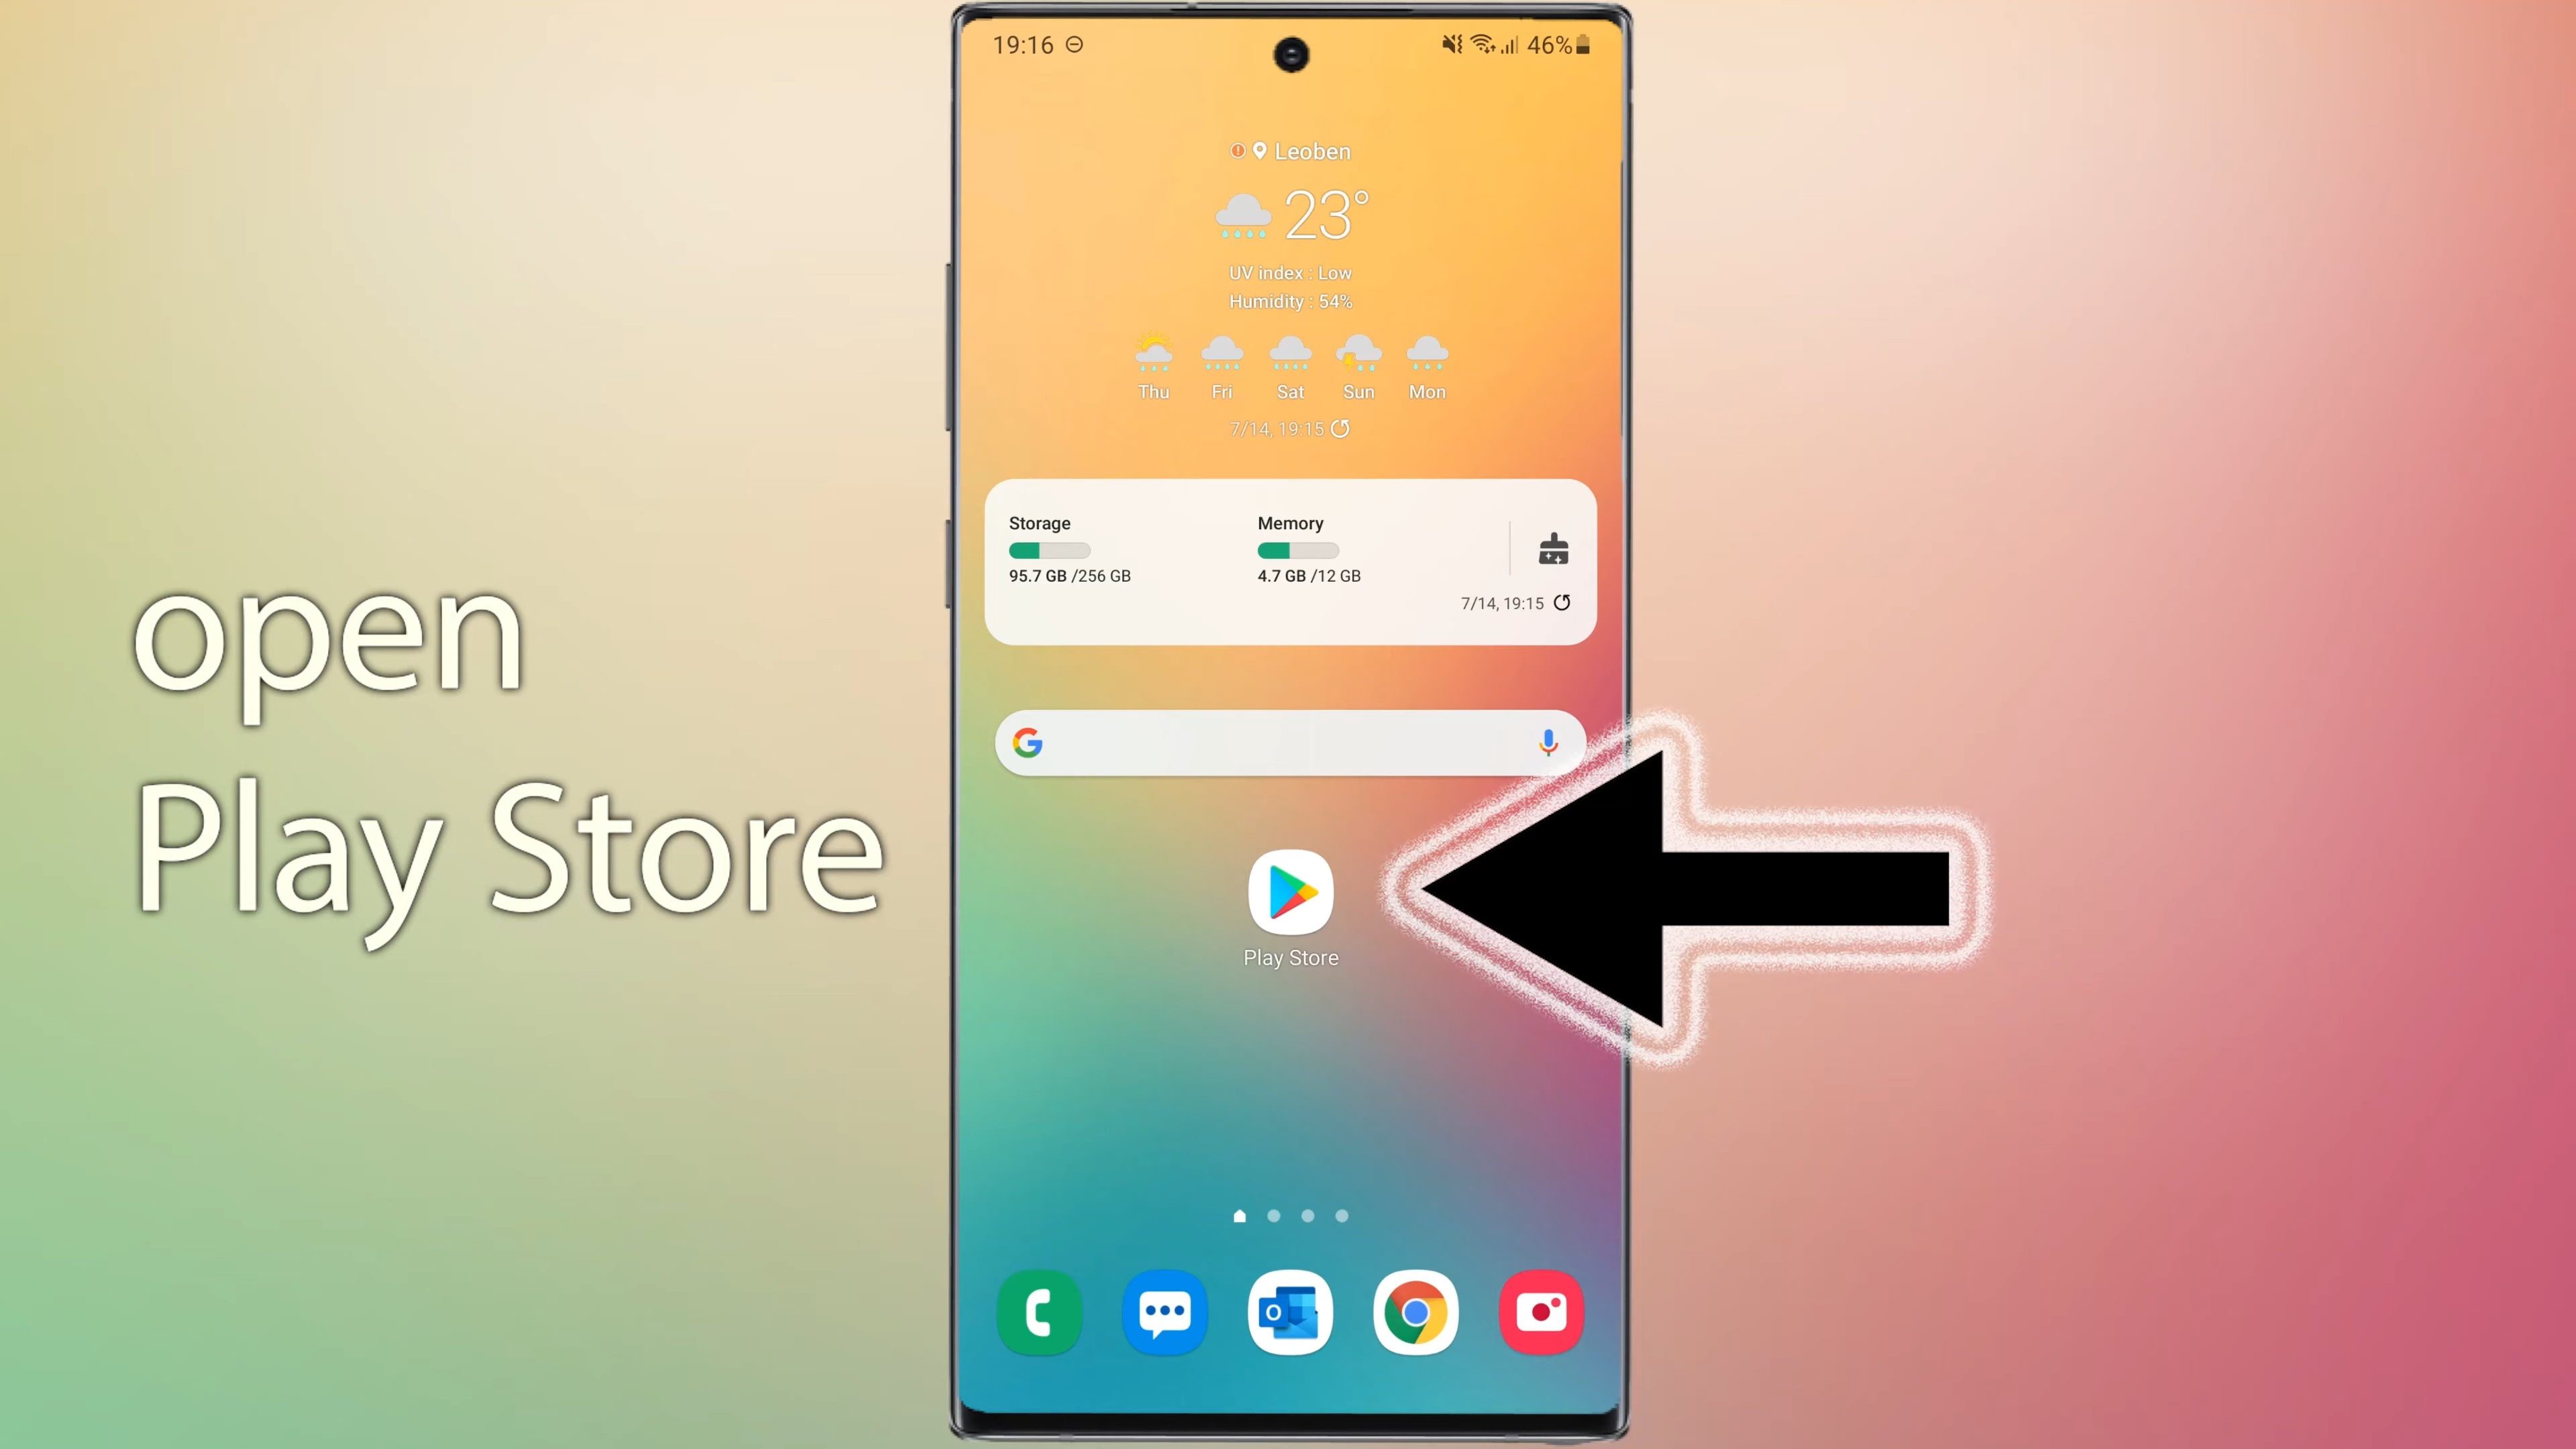 19:16
46%
Leoben
23°
UV index : Low
Humidity : 54%
Thu Fri Sat Sun Mon
7/14, 19:15
Storage Memory
95.7 GB /256 GB 4.7 GB /12 GB
7/14, 19:15
open
Play Store
G
Play Store
O